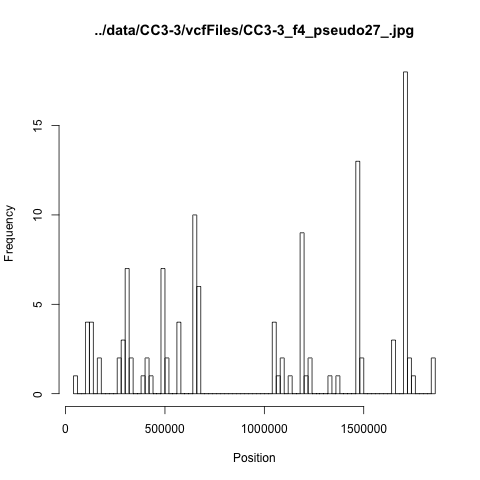 ../data/CC3-3/vcfFiles/CC3-3_f4_pseudo27_.jpg
Frequency
15
10
5
0
0 500000 1000000 1500000
Position